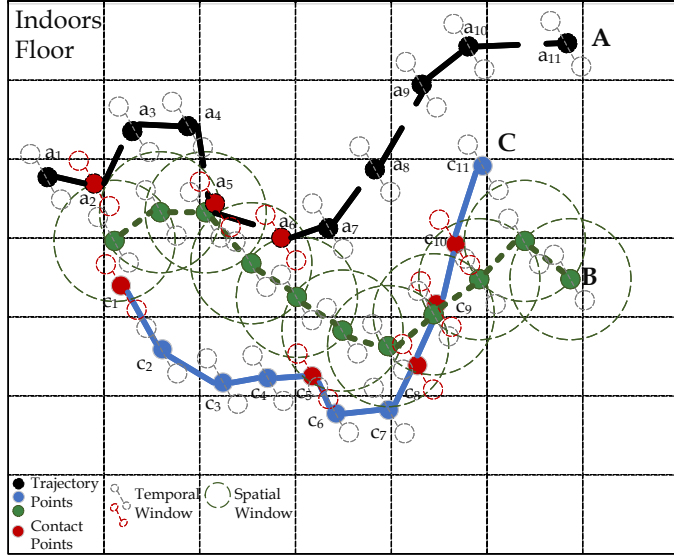 Indoors
Floor
A
a10
a11
a9
a3
a4
C
a1
c11
a8
a2
a5
a6
a7
c10
B
c1
c9
c2
c8
c3
c4
c5
c6
c7
Trajectory
Points
Contact
Points
Temporal
Window
Spatial
Window